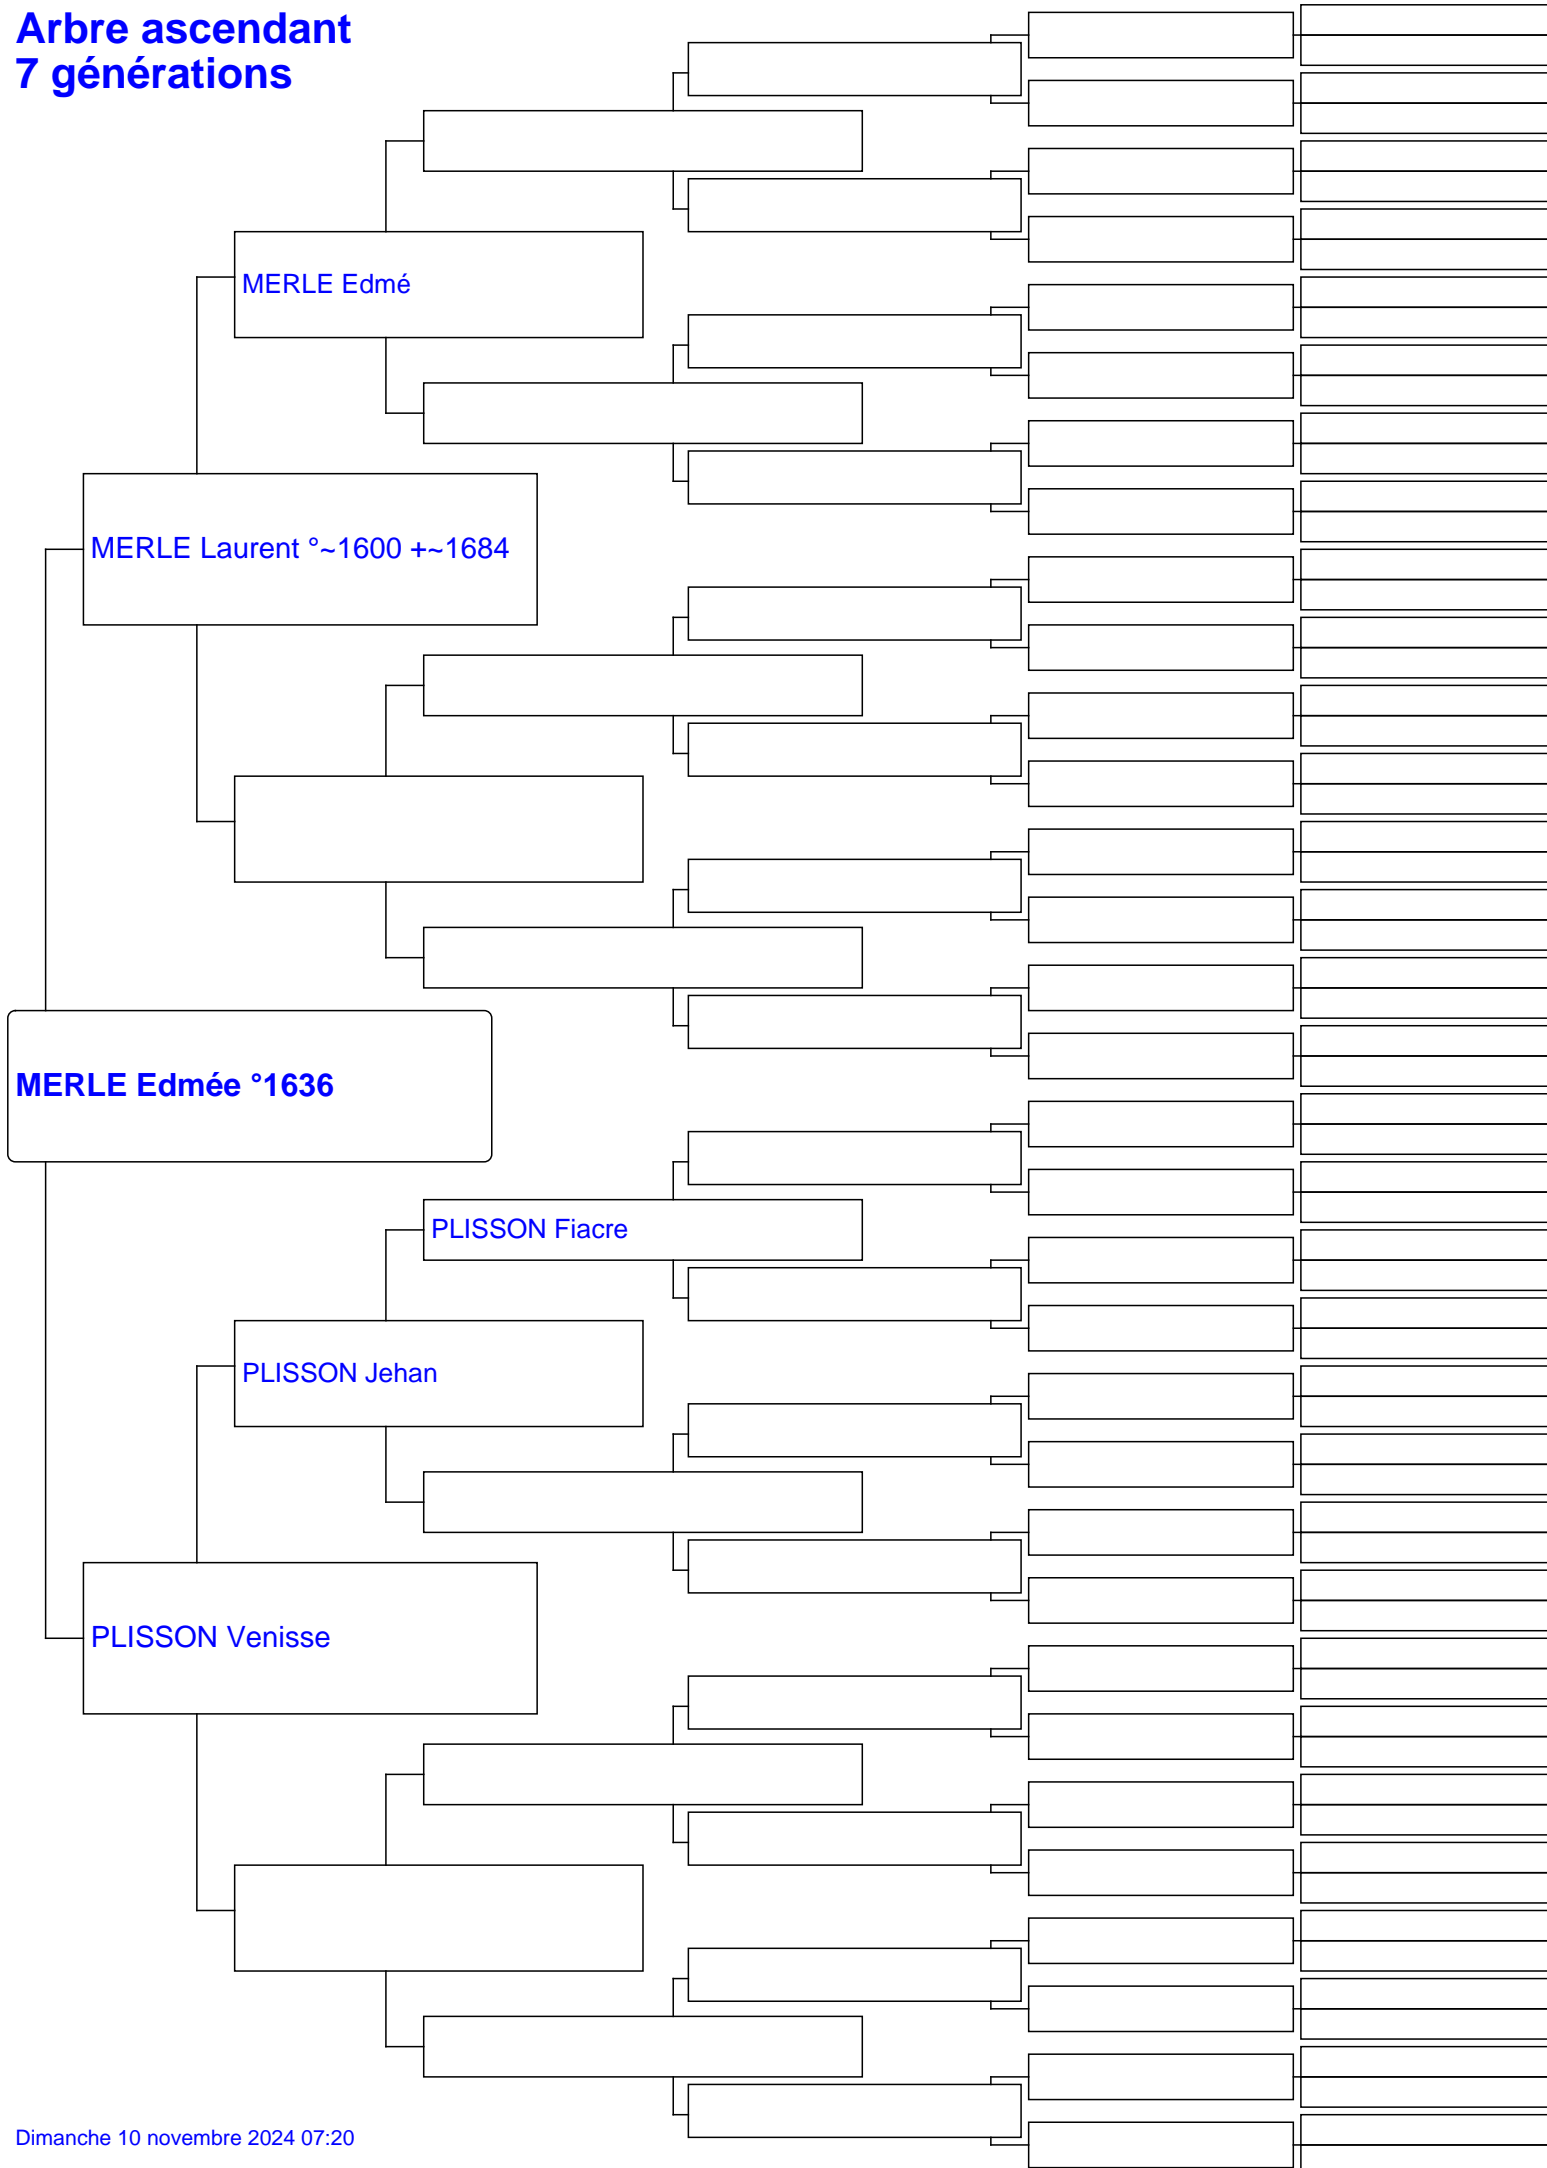 Arbre ascendant
7 générations
MERLE Edmé
MERLE Laurent °~1600 +~1684
MERLE Edmée °1636
PLISSON Fiacre
PLISSON Jehan
PLISSON Venisse
Dimanche 10 novembre 2024 07:20